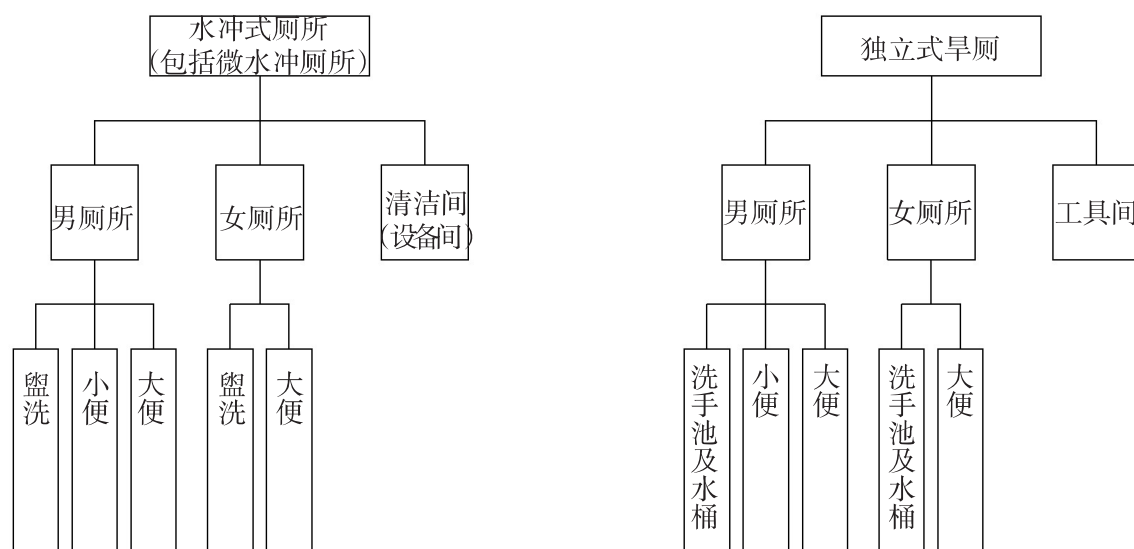 水冲式厕所
(包括微水冲厕所)
独立式旱厕
男厕所
女厕所
清洁间
(设备间)
男厕所
女厕所
工具间
盥洗
小便
大便
盥洗
大便
洗手池及水桶
小便
大便
洗手池及水桶
大便